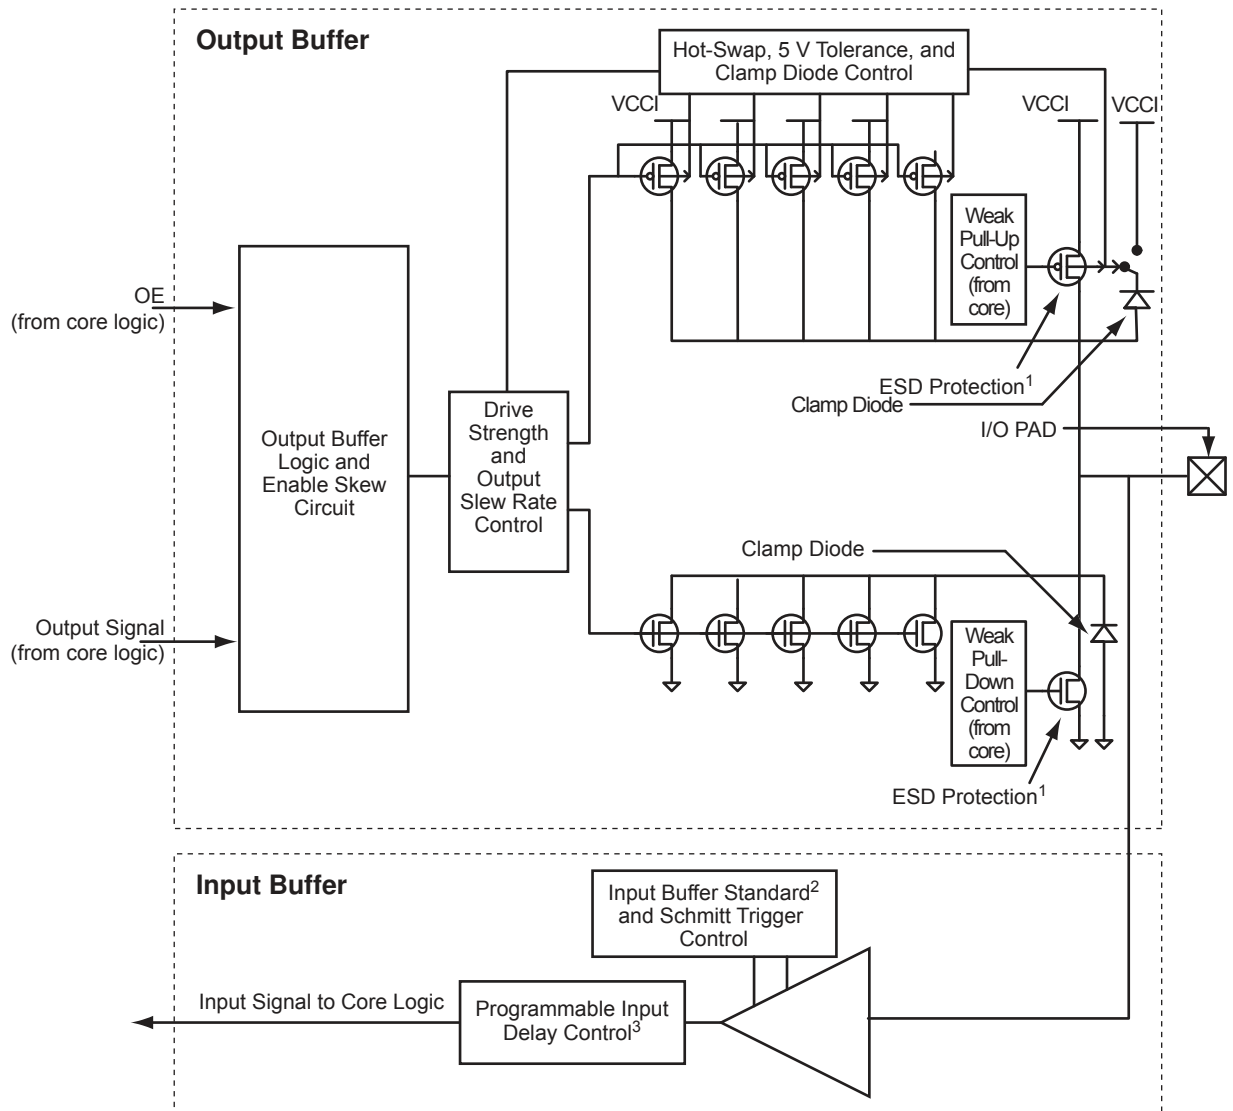 Output Buffer
Hot-Swap, 5 V Tolerance, and
Clamp Diode Control
VCCI
VCCI
VCCI
Weak
Pull-Up
Control
(from
core)
OE
(from core logic)
ESD Protection1
Clamp Diode
I/O PAD
Drive
Strength
and
Output
Slew Rate
Control
Output Buffer
Logic and
Enable Skew
Circuit
Clamp Diode
Output Signal
(from core logic)
Weak
Pull-
Down
Control
(from
core)
ESD Protection1
Input Buffer
Input Buffer Standard2
and Schmitt Trigger
Control
Input Signal to Core Logic
Programmable Input
Delay Control3